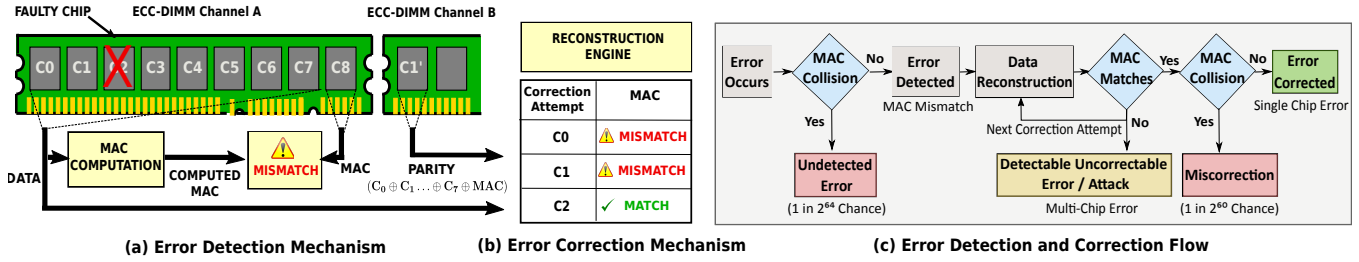 FAULTY CHIP
ECC-DIMM Channel A
ECC-DIMM Channel B
C0 C1 C2 C3 C4 C5 C6 C7 C8
C1'
MAC
COMPUTATION
COMPUTED
MAC
MISMATCH
MAC
DATA
PARITY
(C₀ ⊕ C₁ … ⊕ C₇ ⊕ MAC)
(a) Error Detection Mechanism
RECONSTRUCTION
ENGINE
Correction
Attempt
MAC
C0 MISMATCH
C1 MISMATCH
C2 ✓ MATCH
(b) Error Correction Mechanism
Error
Occurs
MAC
Collision
No
Error
Detected
MAC Mismatch
Data
Reconstruction
MAC
Matches
Yes
MAC
Collision
No
Error
Corrected
Single Chip Error
Yes
Next Correction Attempt
No
Yes
Undetected
Error
(1 in 2⁶⁴ Chance)
Detectable Uncorrectable
Error / Attack
Multi-Chip Error
Miscorrection
(1 in 2⁶⁰ Chance)
(c) Error Detection and Correction Flow